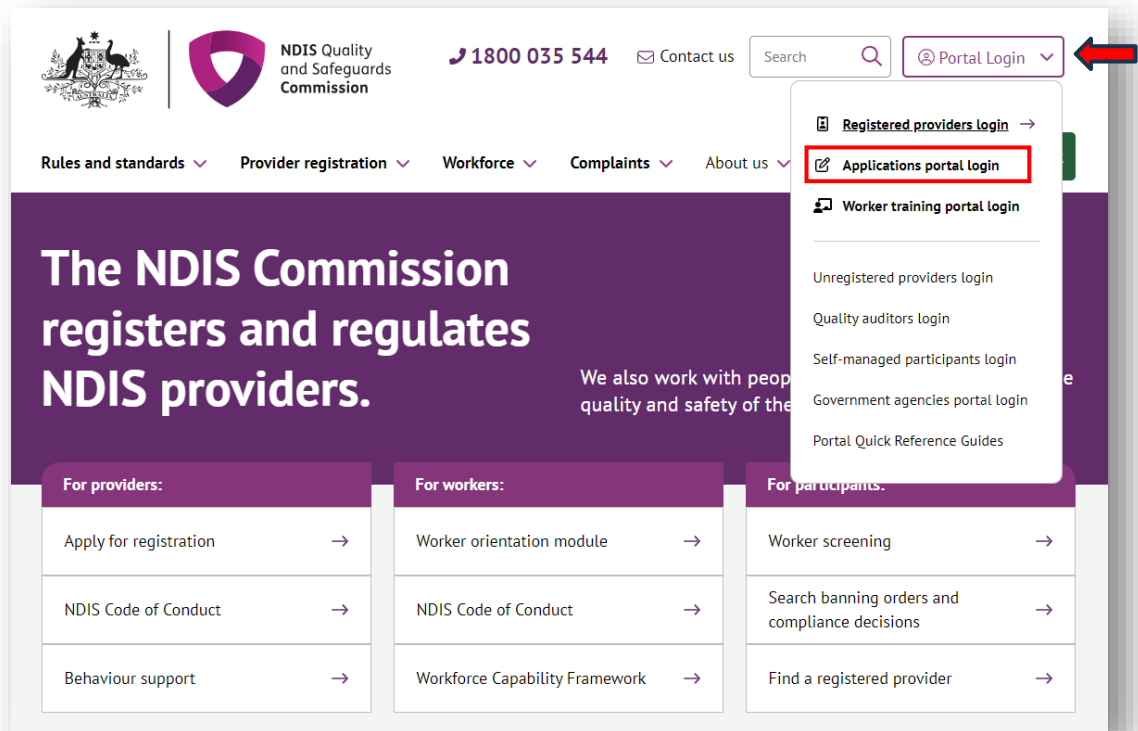 AUSTRALIA
NDIS Quality
and Safeguards
Commission
1800 035 544
Contact us
Search
Portal Login
Registered providers login
Applications portal login
Worker training portal login
Unregistered providers login
Quality auditors login
Self-managed participants login
Government agencies portal login
Portal Quick Reference Guides
Rules and standards
Provider registration
Workforce
Complaints
About us
The NDIS Commission
registers and regulates
NDIS providers.
We also work with peop
e
quality and safety of the
For providers:
Apply for registration
NDIS Code of Conduct
Behaviour support
For workers:
Worker orientation module
NDIS Code of Conduct
Workforce Capability Framework
For participants:
Worker screening
Search banning orders and
compliance decisions
Find a registered provider